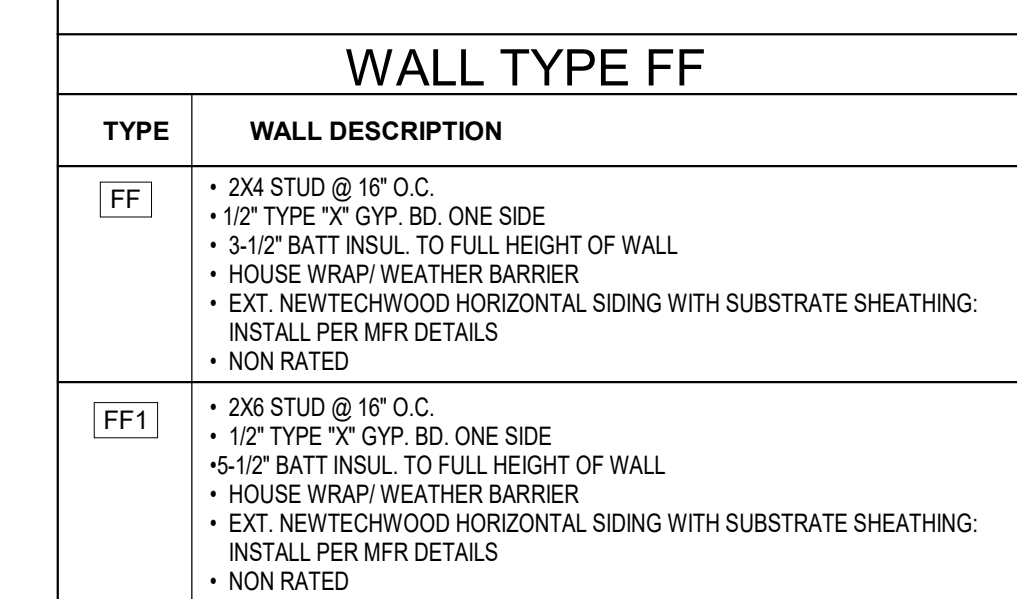 WALL TYPE FF
TYPE WALL DESCRIPTION
FF
• 2X4 STUD @ 16" O.C.
• 1/2" TYPE "X" GYP. BD. ONE SIDE
• 3-1/2" BATT INSUL. TO FULL HEIGHT OF WALL
• HOUSE WRAP/ WEATHER BARRIER
• EXT. NEWTECHWOOD HORIZONTAL SIDING WITH SUBSTRATE SHEATHING:
INSTALL PER MFR DETAILS
• NON RATED
FF1
• 2X6 STUD @ 16" O.C.
• 1/2" TYPE "X" GYP. BD. ONE SIDE
•5-1/2" BATT INSUL. TO FULL HEIGHT OF WALL
• HOUSE WRAP/ WEATHER BARRIER
• EXT. NEWTECHWOOD HORIZONTAL SIDING WITH SUBSTRATE SHEATHING:
INSTALL PER MFR DETAILS
• NON RATED